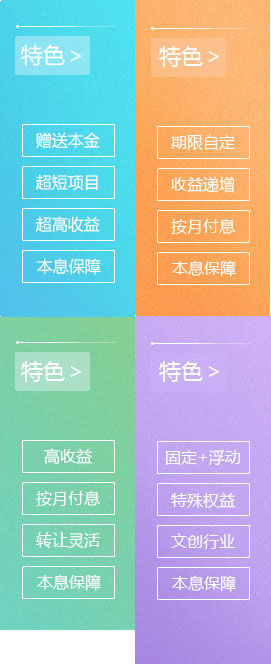 特色 >
赠送本金
超短项目
超高收益
本息保障
特色 >
期限自定
收益递增
按月付息
本息保障
特色 >
高收益
按月付息
转让灵活
本息保障
特色 >
固定+浮动
特殊权益
文创行业
本息保障